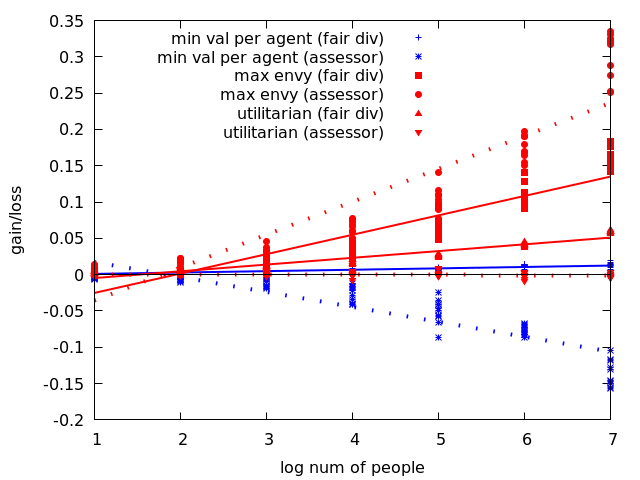 0.35
0.3
0.25
0.2
0.15
0.1
0.05
0
-0.05
-0.1
-0.15
-0.2
gain/loss
min val per agent (fair div)
min val per agent (assessor)
max envy (fair div)
max envy (assessor)
utilitarian (fair div)
utilitarian (assessor)
1 2 3 4 5 6 7
log num of people